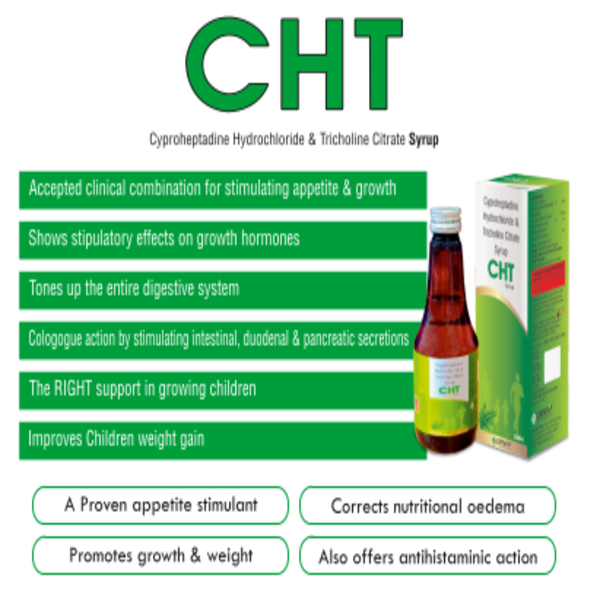 CHT
Cyproheptadine Hydrochloride & Tricholine Citrate Syrup
Accepted clinical combination for stimulating appetite & growth
Shows stipulatory effects on growth hormones
Tones up the entire digestive system
Cologogue action by stimulating intestinal, duodenal & pancreatic secretions
The RIGHT support in growing children
Improves Children weight gain
Cyproheptadine
Hydrochloride &
Tricholine Citrate
Syrup
CHT
Syrup
CHT
A Proven appetite stimulant
Corrects nutritional oedema
Promotes growth & weight
Also offers antihistaminic action